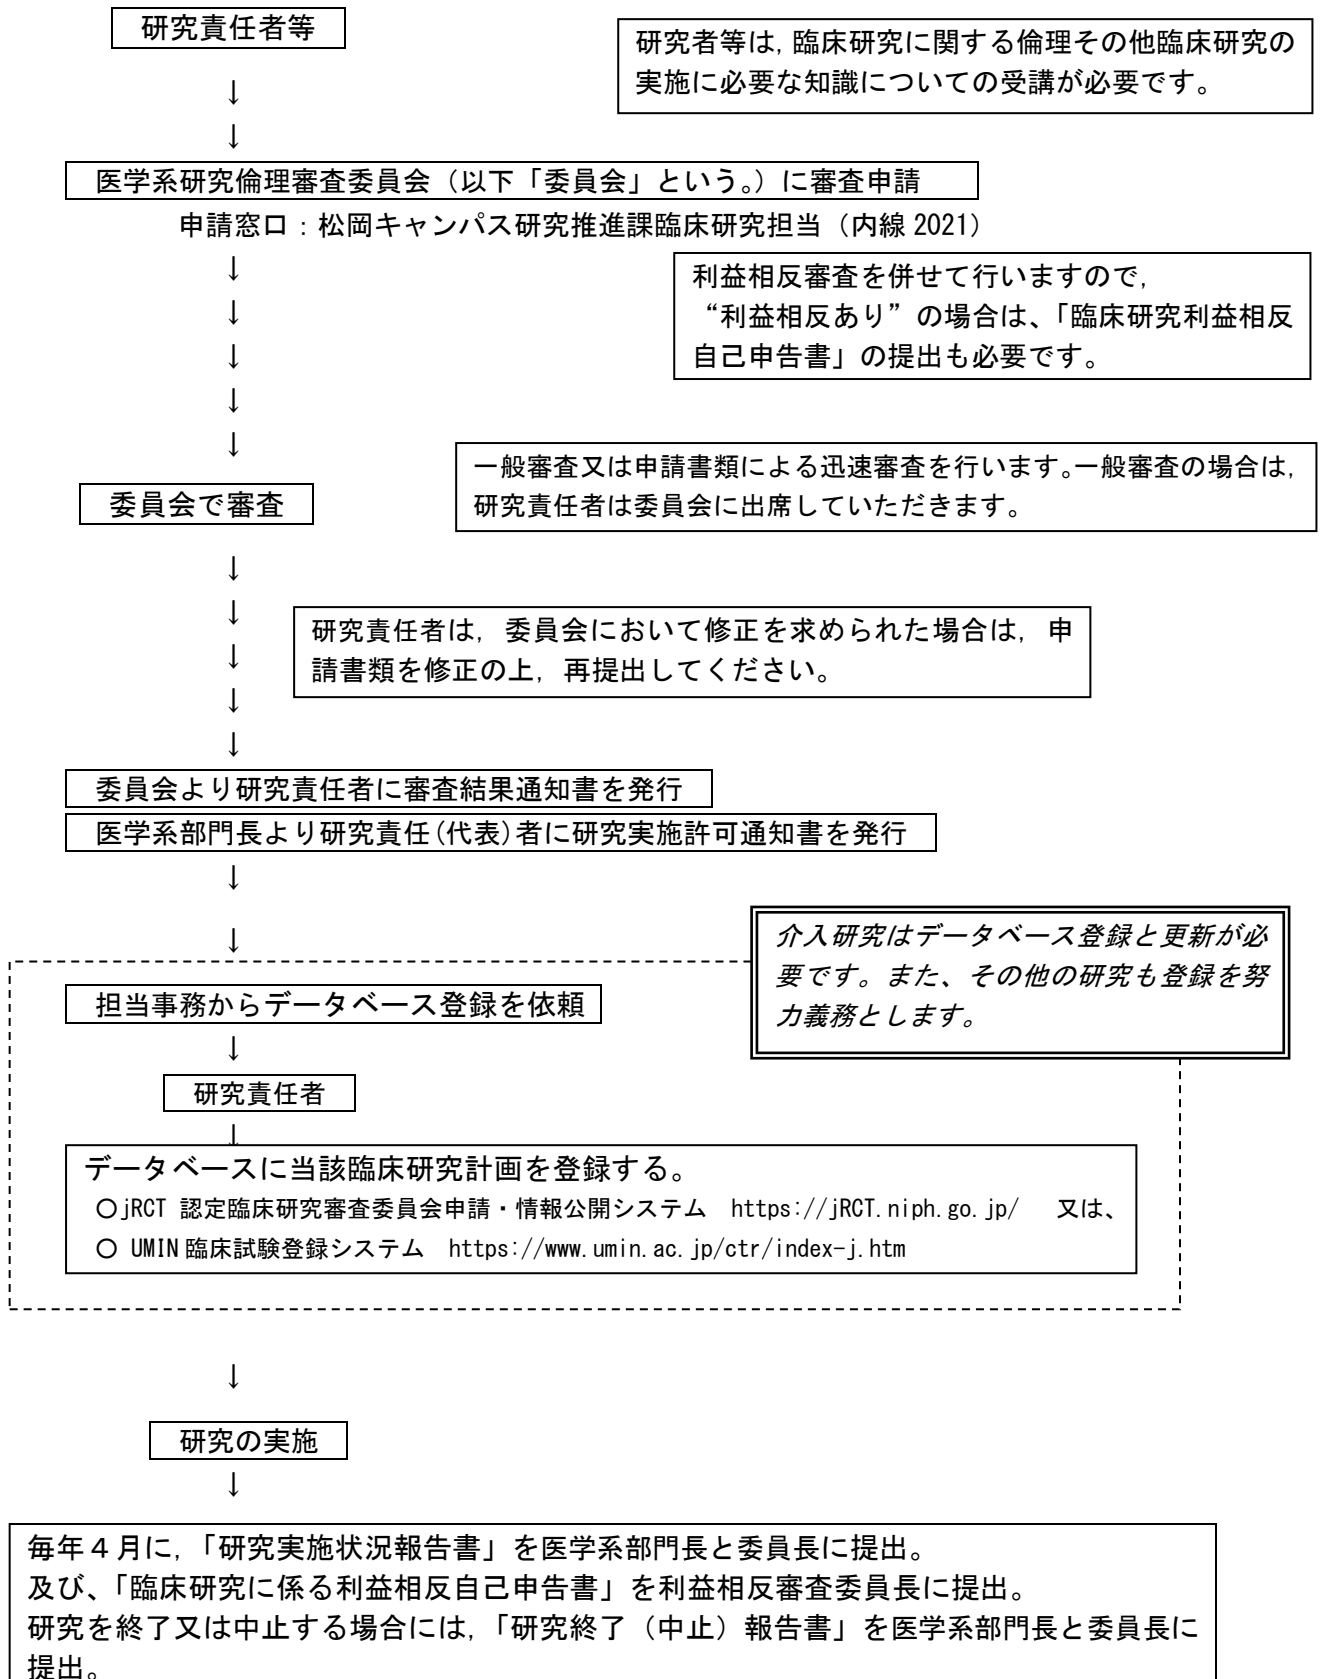 研究責任者等
研究者等は,臨床研究に関する倫理その他臨床研究の
実施に必要な知識についての受講が必要です。
↓
↓
医学系研究倫理審査委員会（以下「委員会」という。）に審査申請
申請窓口：松岡キャンパス研究推進課臨床研究担当（内線 2021）
↓
利益相反審査を併せて行いますので,
“利益相反あり”の場合は、「臨床研究利益相反
自己申告書」の提出も必要です。
↓
↓
↓
↓
一般審査又は申請書類による迅速審査を行います。一般審査の場合は,
研究責任者は委員会に出席していただきます。
委員会で審査
↓
↓
研究責任者は，委員会において修正を求められた場合は，申
請書類を修正の上，再提出してください。
↓
↓
↓
委員会より研究責任者に審査結果通知書を発行
医学系部門長より研究責任(代表)者に研究実施許可通知書を発行
↓
↓
介入研究はデータベース登録と更新が必
要です。また、その他の研究も登録を努
力義務とします。
担当事務からデータベース登録を依頼
↓
研究責任者
↓
データベースに当該臨床研究計画を登録する。
○jRCT 認定臨床研究審査委員会申請・情報公開システム　https://jRCT.niph.go.jp/　又は、
○ UMIN 臨床試験登録システム　https://www.umin.ac.jp/ctr/index-j.htm
↓
研究の実施
↓
毎年４月に,「研究実施状況報告書」を医学系部門長と委員長に提出。
及び、「臨床研究に係る利益相反自己申告書」を利益相反審査委員長に提出。
研究を終了又は中止する場合には,「研究終了（中止）報告書」を医学系部門長と委員長に
提出。